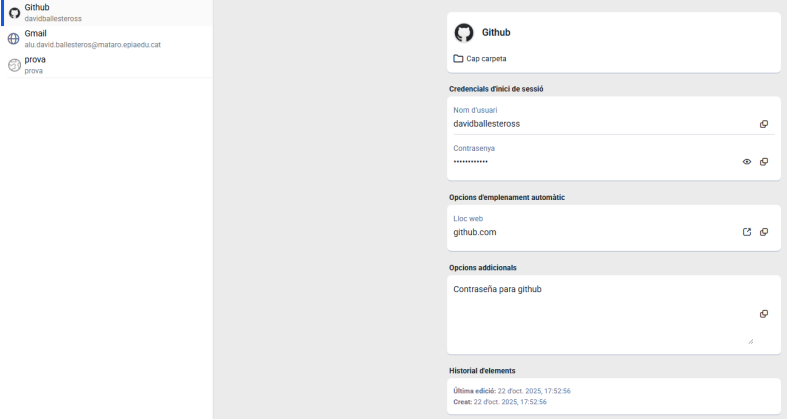 Github
davidballesteross
Gmail
alu.david.ballesteros@mataro.epiaedu.cat
prova
prova
Github
Cap carpeta
Credencials d'inici de sessió
Nom d'usuari
davidballesteross
Contrasenya
••••••••••••
Opcions d'emplenament automàtic
Lloc web
github.com
Opcions addicionals
Contraseña para github
Historial d'elements
Última edició: 22 d'oct. 2025, 17:52:56
Creat: 22 d'oct. 2025, 17:52:56